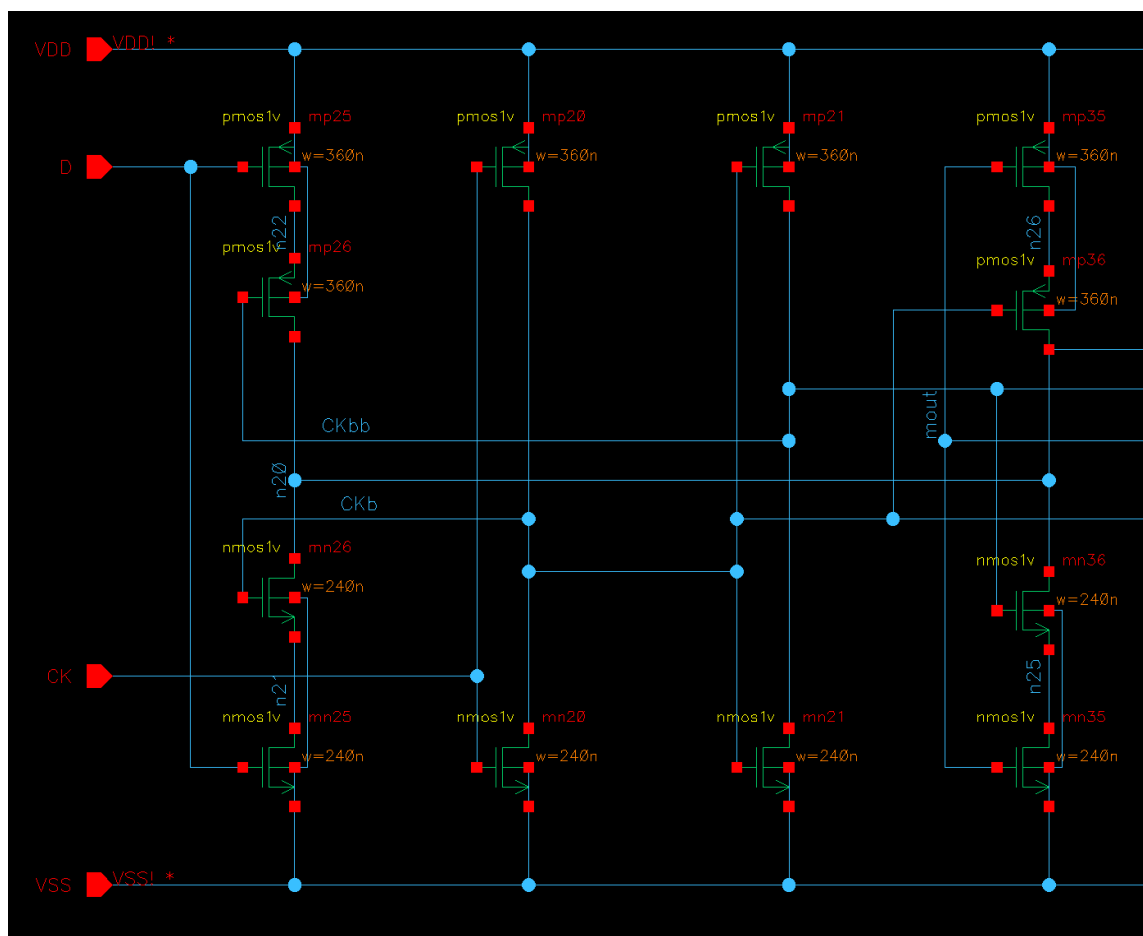 VDD VDD! *
pmos1v mp25
pmos1v mp20
pmos1v mp21
pmos1v mp35
D
w=360n
w=360n
w=360n
w=360n
n22
n26
pmos1v mp26
pmos1v mp36
w=360n
w=360n
mout
CKbb
n20
CKb
nmos1v mn26
nmos1v mn36
w=240n
w=240n
CK
n21
n25
nmos1v mn25
nmos1v mn20
nmos1v mn21
nmos1v mn35
w=240n
w=240n
w=240n
w=240n
VSS VSS! *